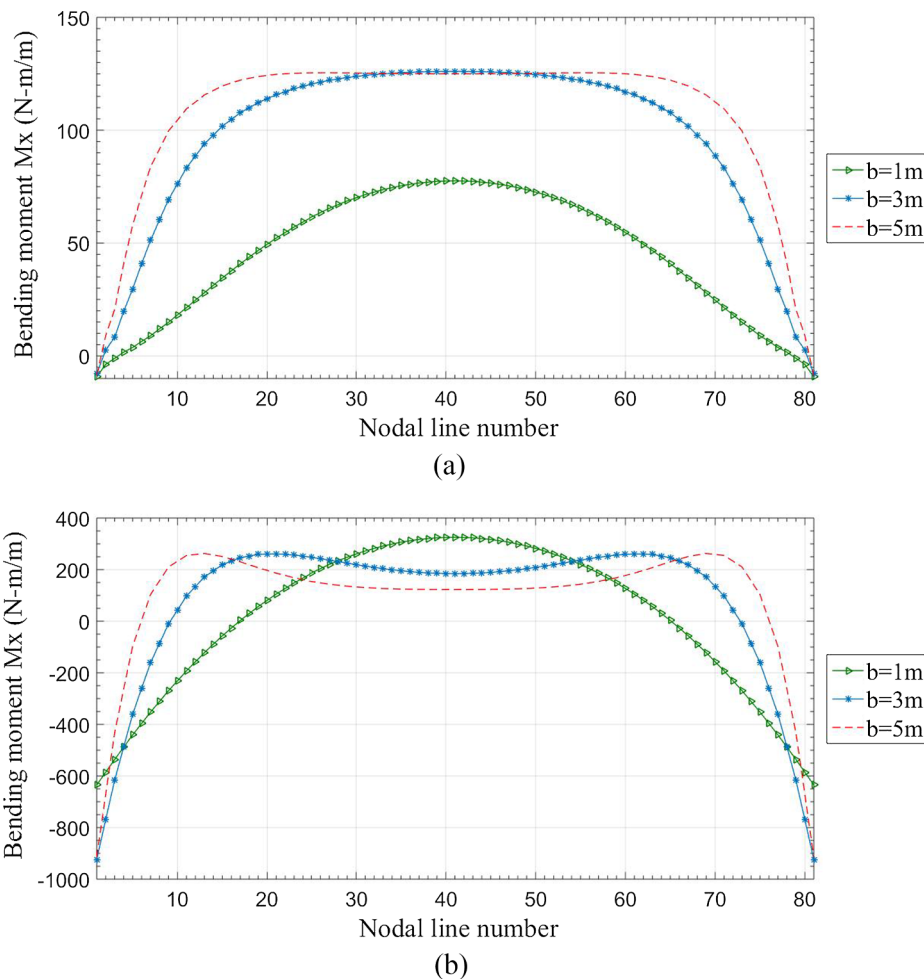 150
100
50
0
Bending moment Mx (N-m/m)
10 20 30 40 50 60 70 80
Nodal line number
b=1m
b=3m
b=5m
(a)
400
200
0
-200
-400
-600
-800
-1000
Bending moment Mx (N-m/m)
10 20 30 40 50 60 70 80
Nodal line number
b=1m
b=3m
b=5m
(b)